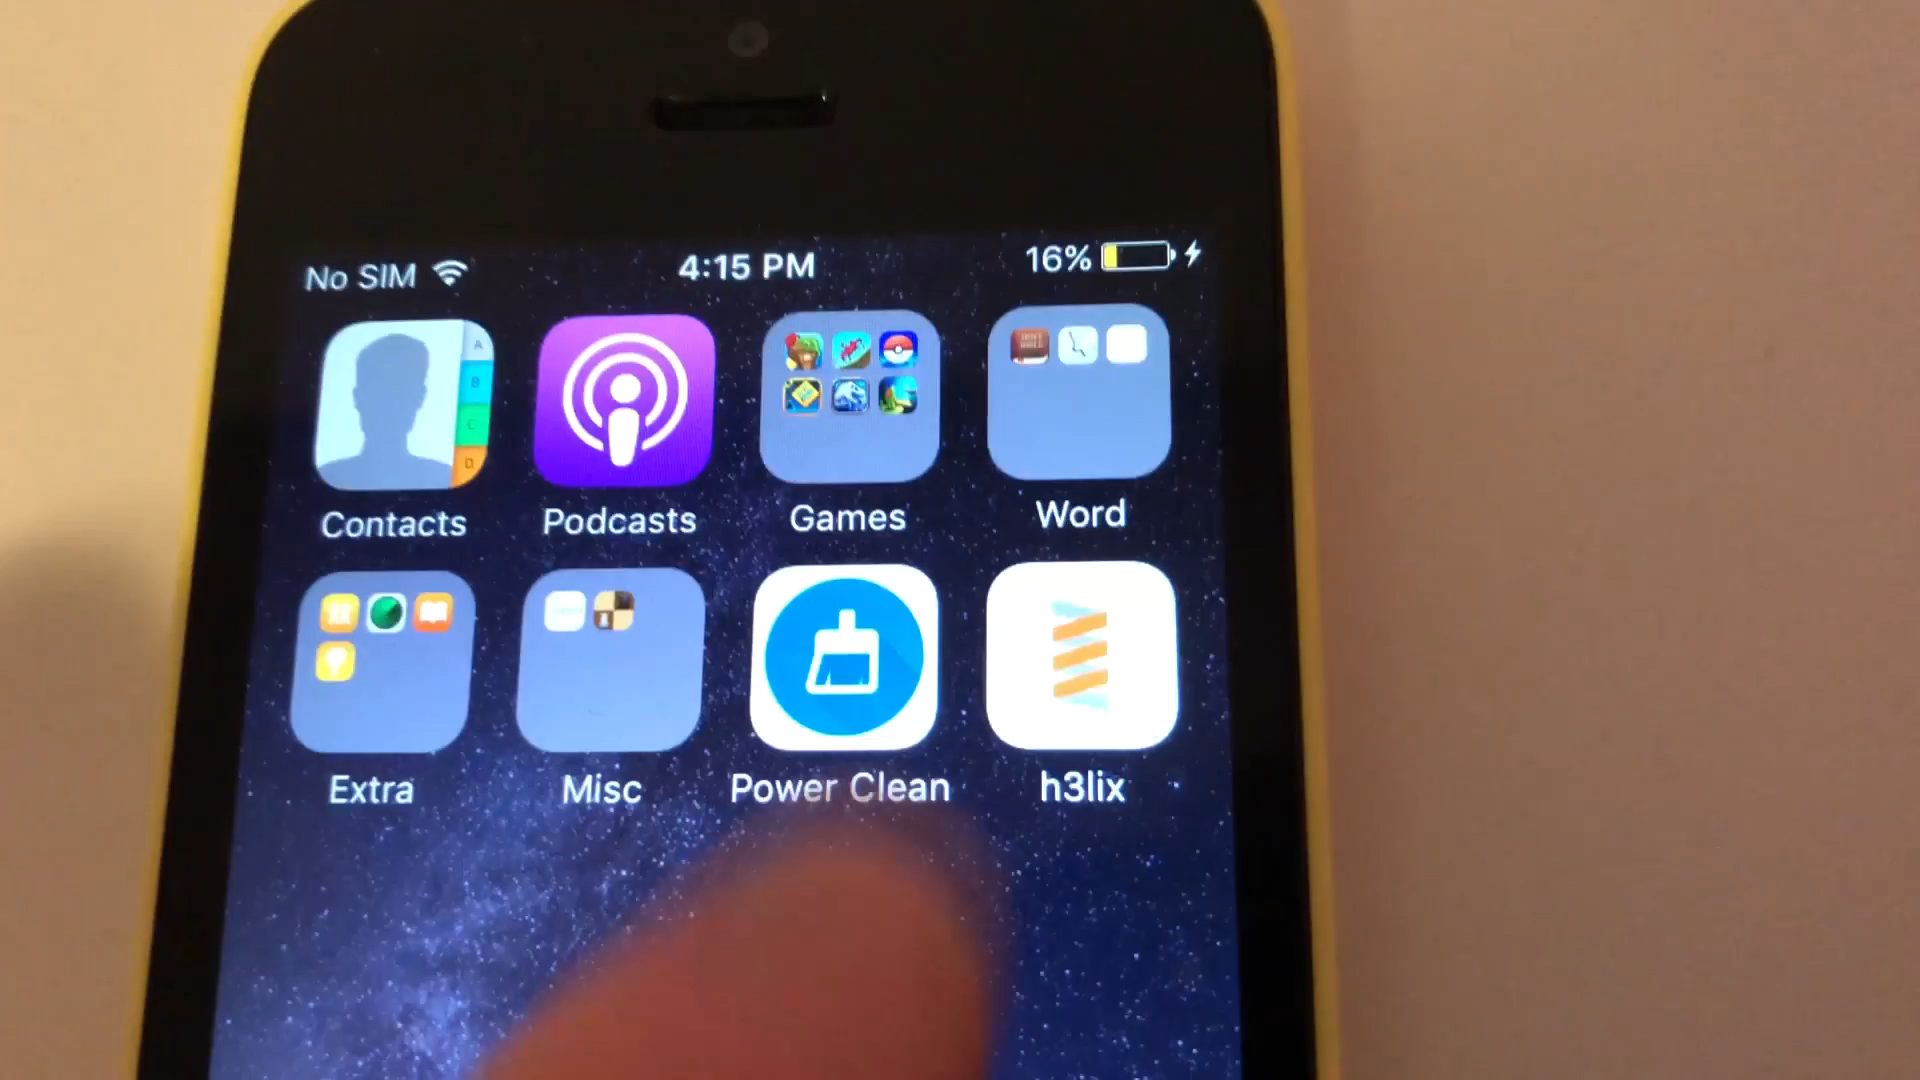 No SIM 4:15 PM 16%
A
B
C
D
Contacts Podcasts Games Word
Extra Misc Power Clean h3lix